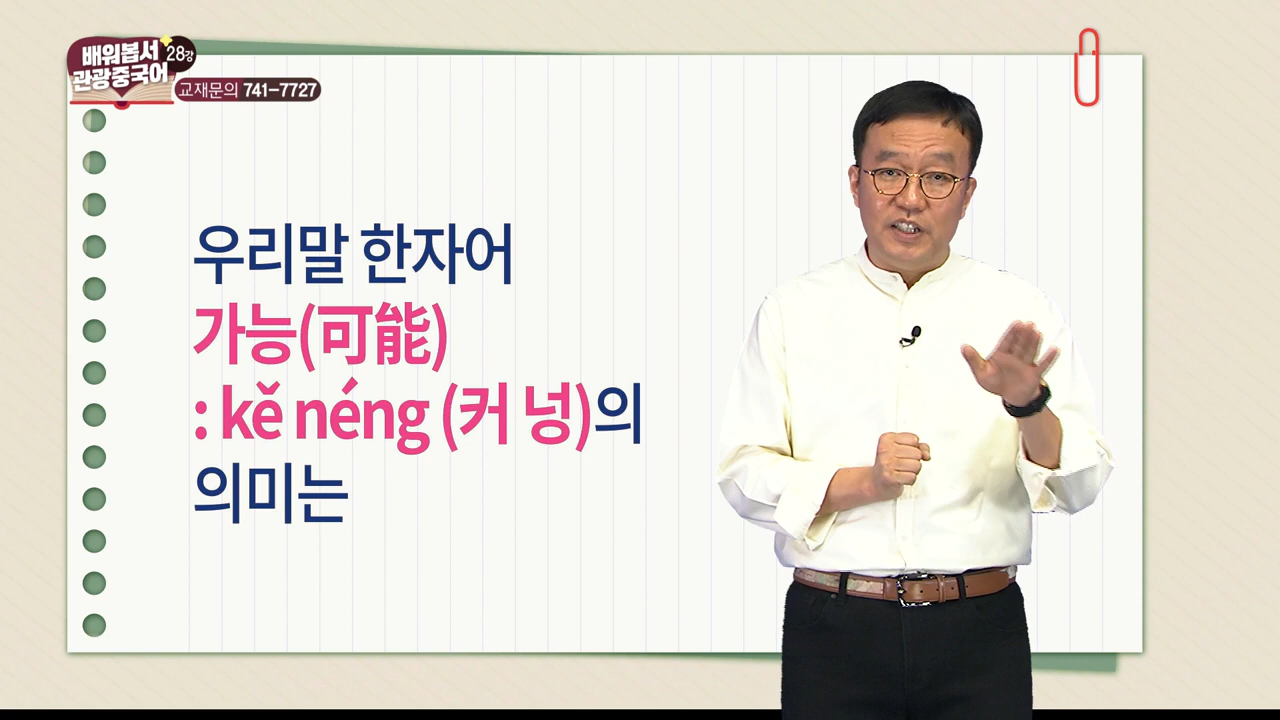 배워봅서 28강
관광중국어
교재문의 741-7727
우리말 한자어
가능(可能)
: kě néng (커 넝)의
의미는